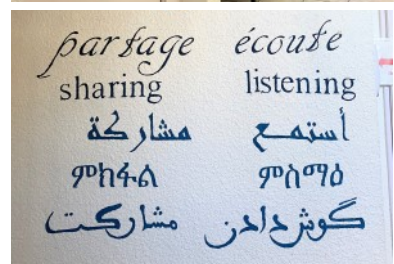 partage écoute
sharing listening
مشاركة أستمع
ምክፋል ምስማዕ
مشارکت گوش دادن